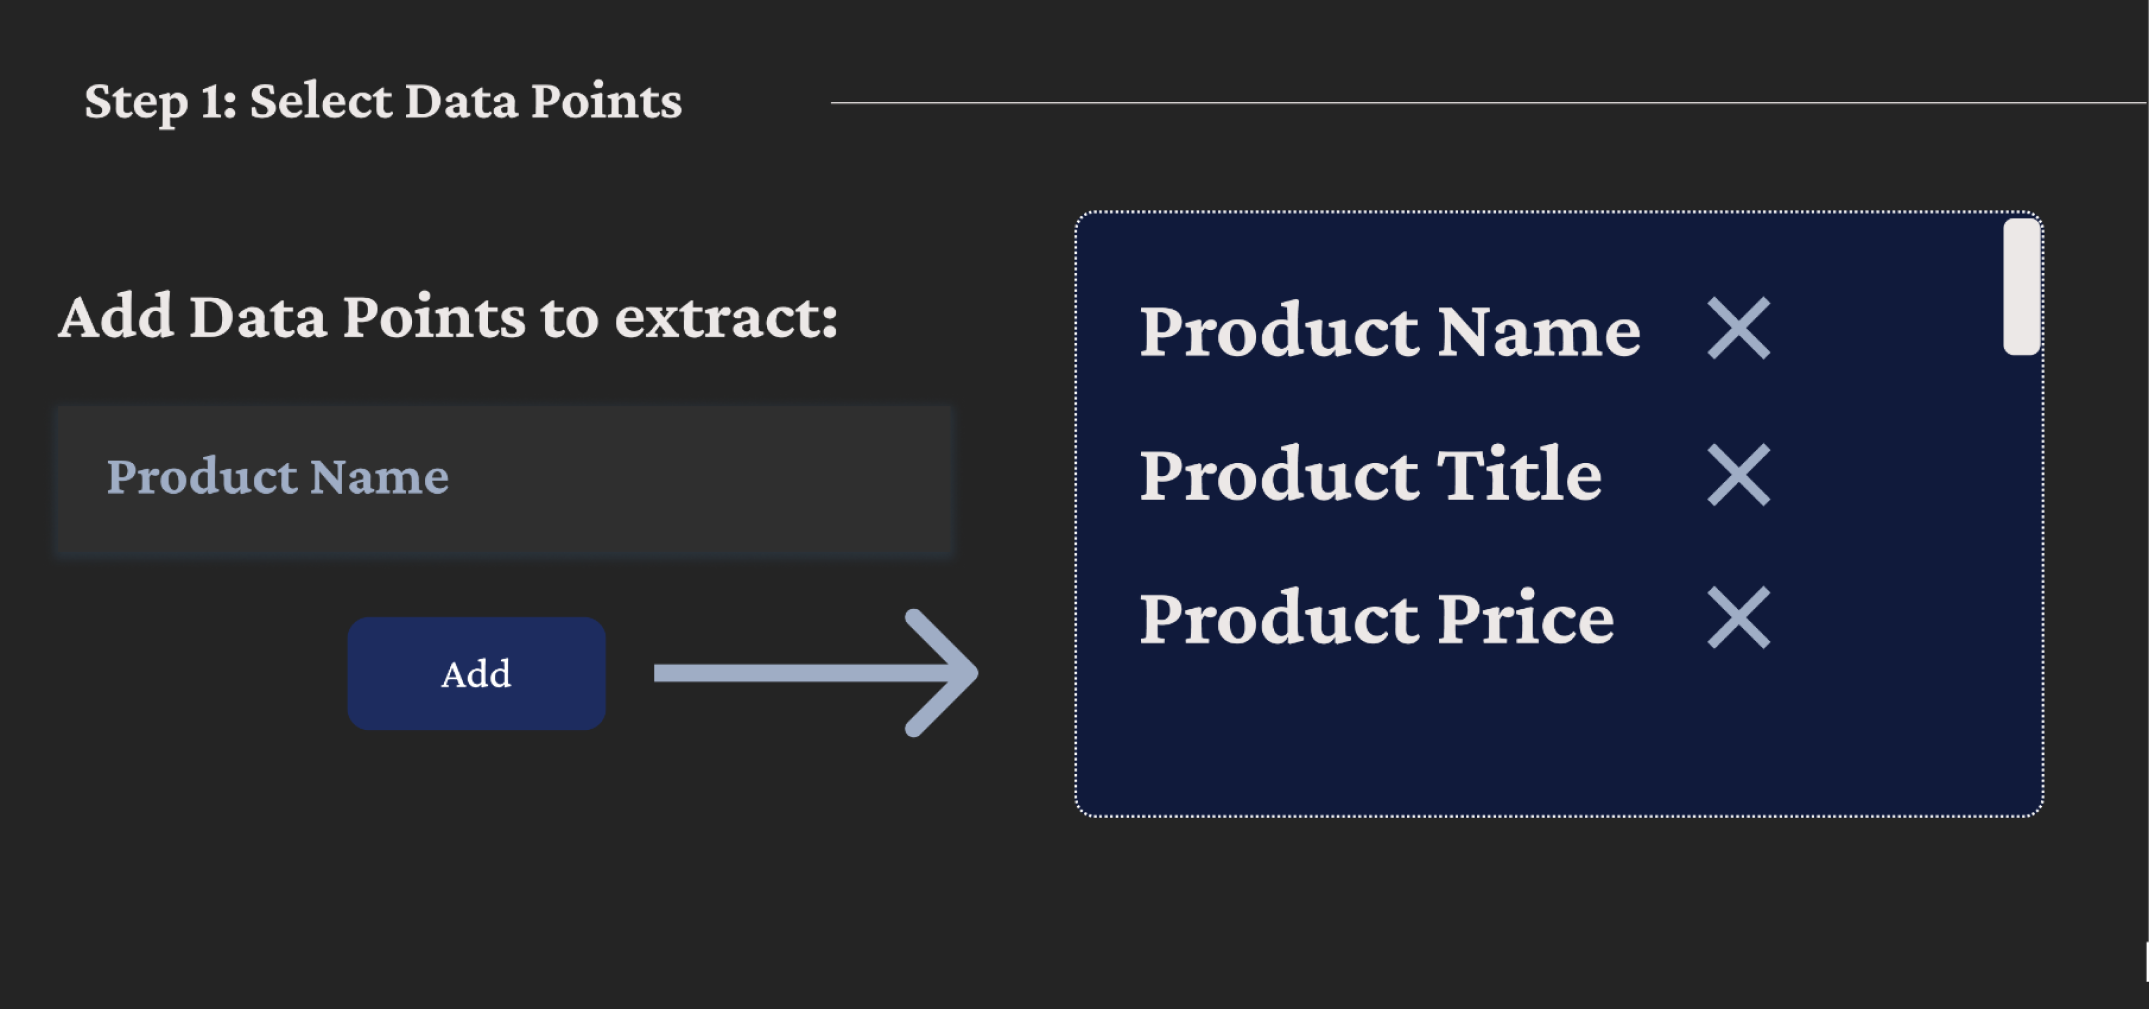 Step 1: Select Data Points
Add Data Points to extract:
Product Name
Add
Product Name
Product Title
Product Price